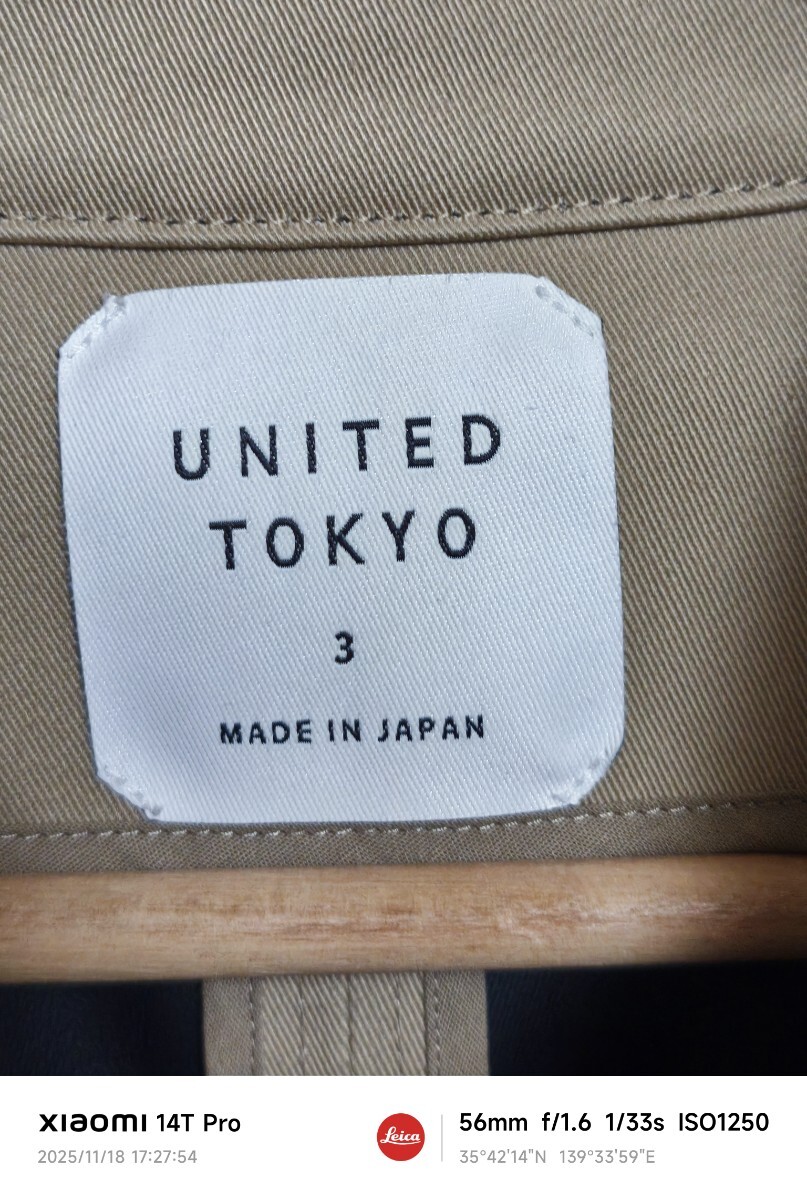 UNITED
TOKYO
3
MADE IN JAPAN
xiaomi 14T Pro
2025/11/18 17:27:54
Leica
56mm f/1.6 1/33s ISO1250
35°42'14"N 139°33'59"E